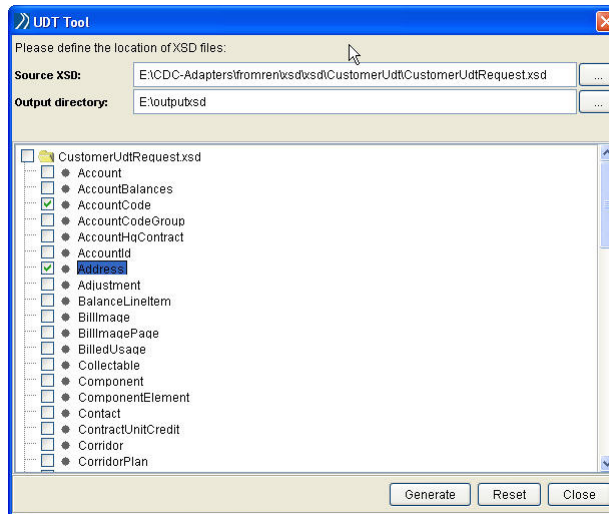 UDT Tool
Please define the location of XSD files:
Source XSD: E:\CDC-Adapters\fromren\xsd\xsd\CustomerUdt\CustomerUdtRequest.xsd ...
Output directory: E:\outputxsd ...
CustomerUdtRequest.xsd
Account
AccountBalances
AccountCode
AccountCodeGroup
AccountHqContract
AccountId
Address
Adjustment
BalanceLineItem
BillImage
BillImagePage
BilledUsage
Collectable
Component
ComponentElement
Contact
ContractUnitCredit
Corridor
CorridorPlan
Generate Reset Close